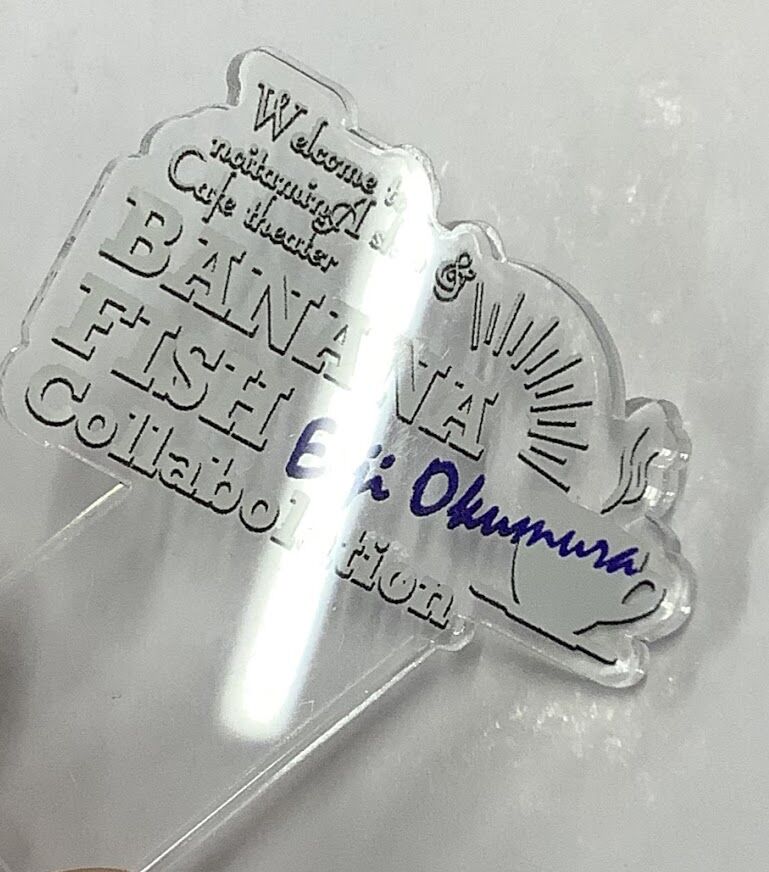 Welcome to
noitaminA &
Cafe theater
BANANA
FISH
Collaboration
Eiji Okumura